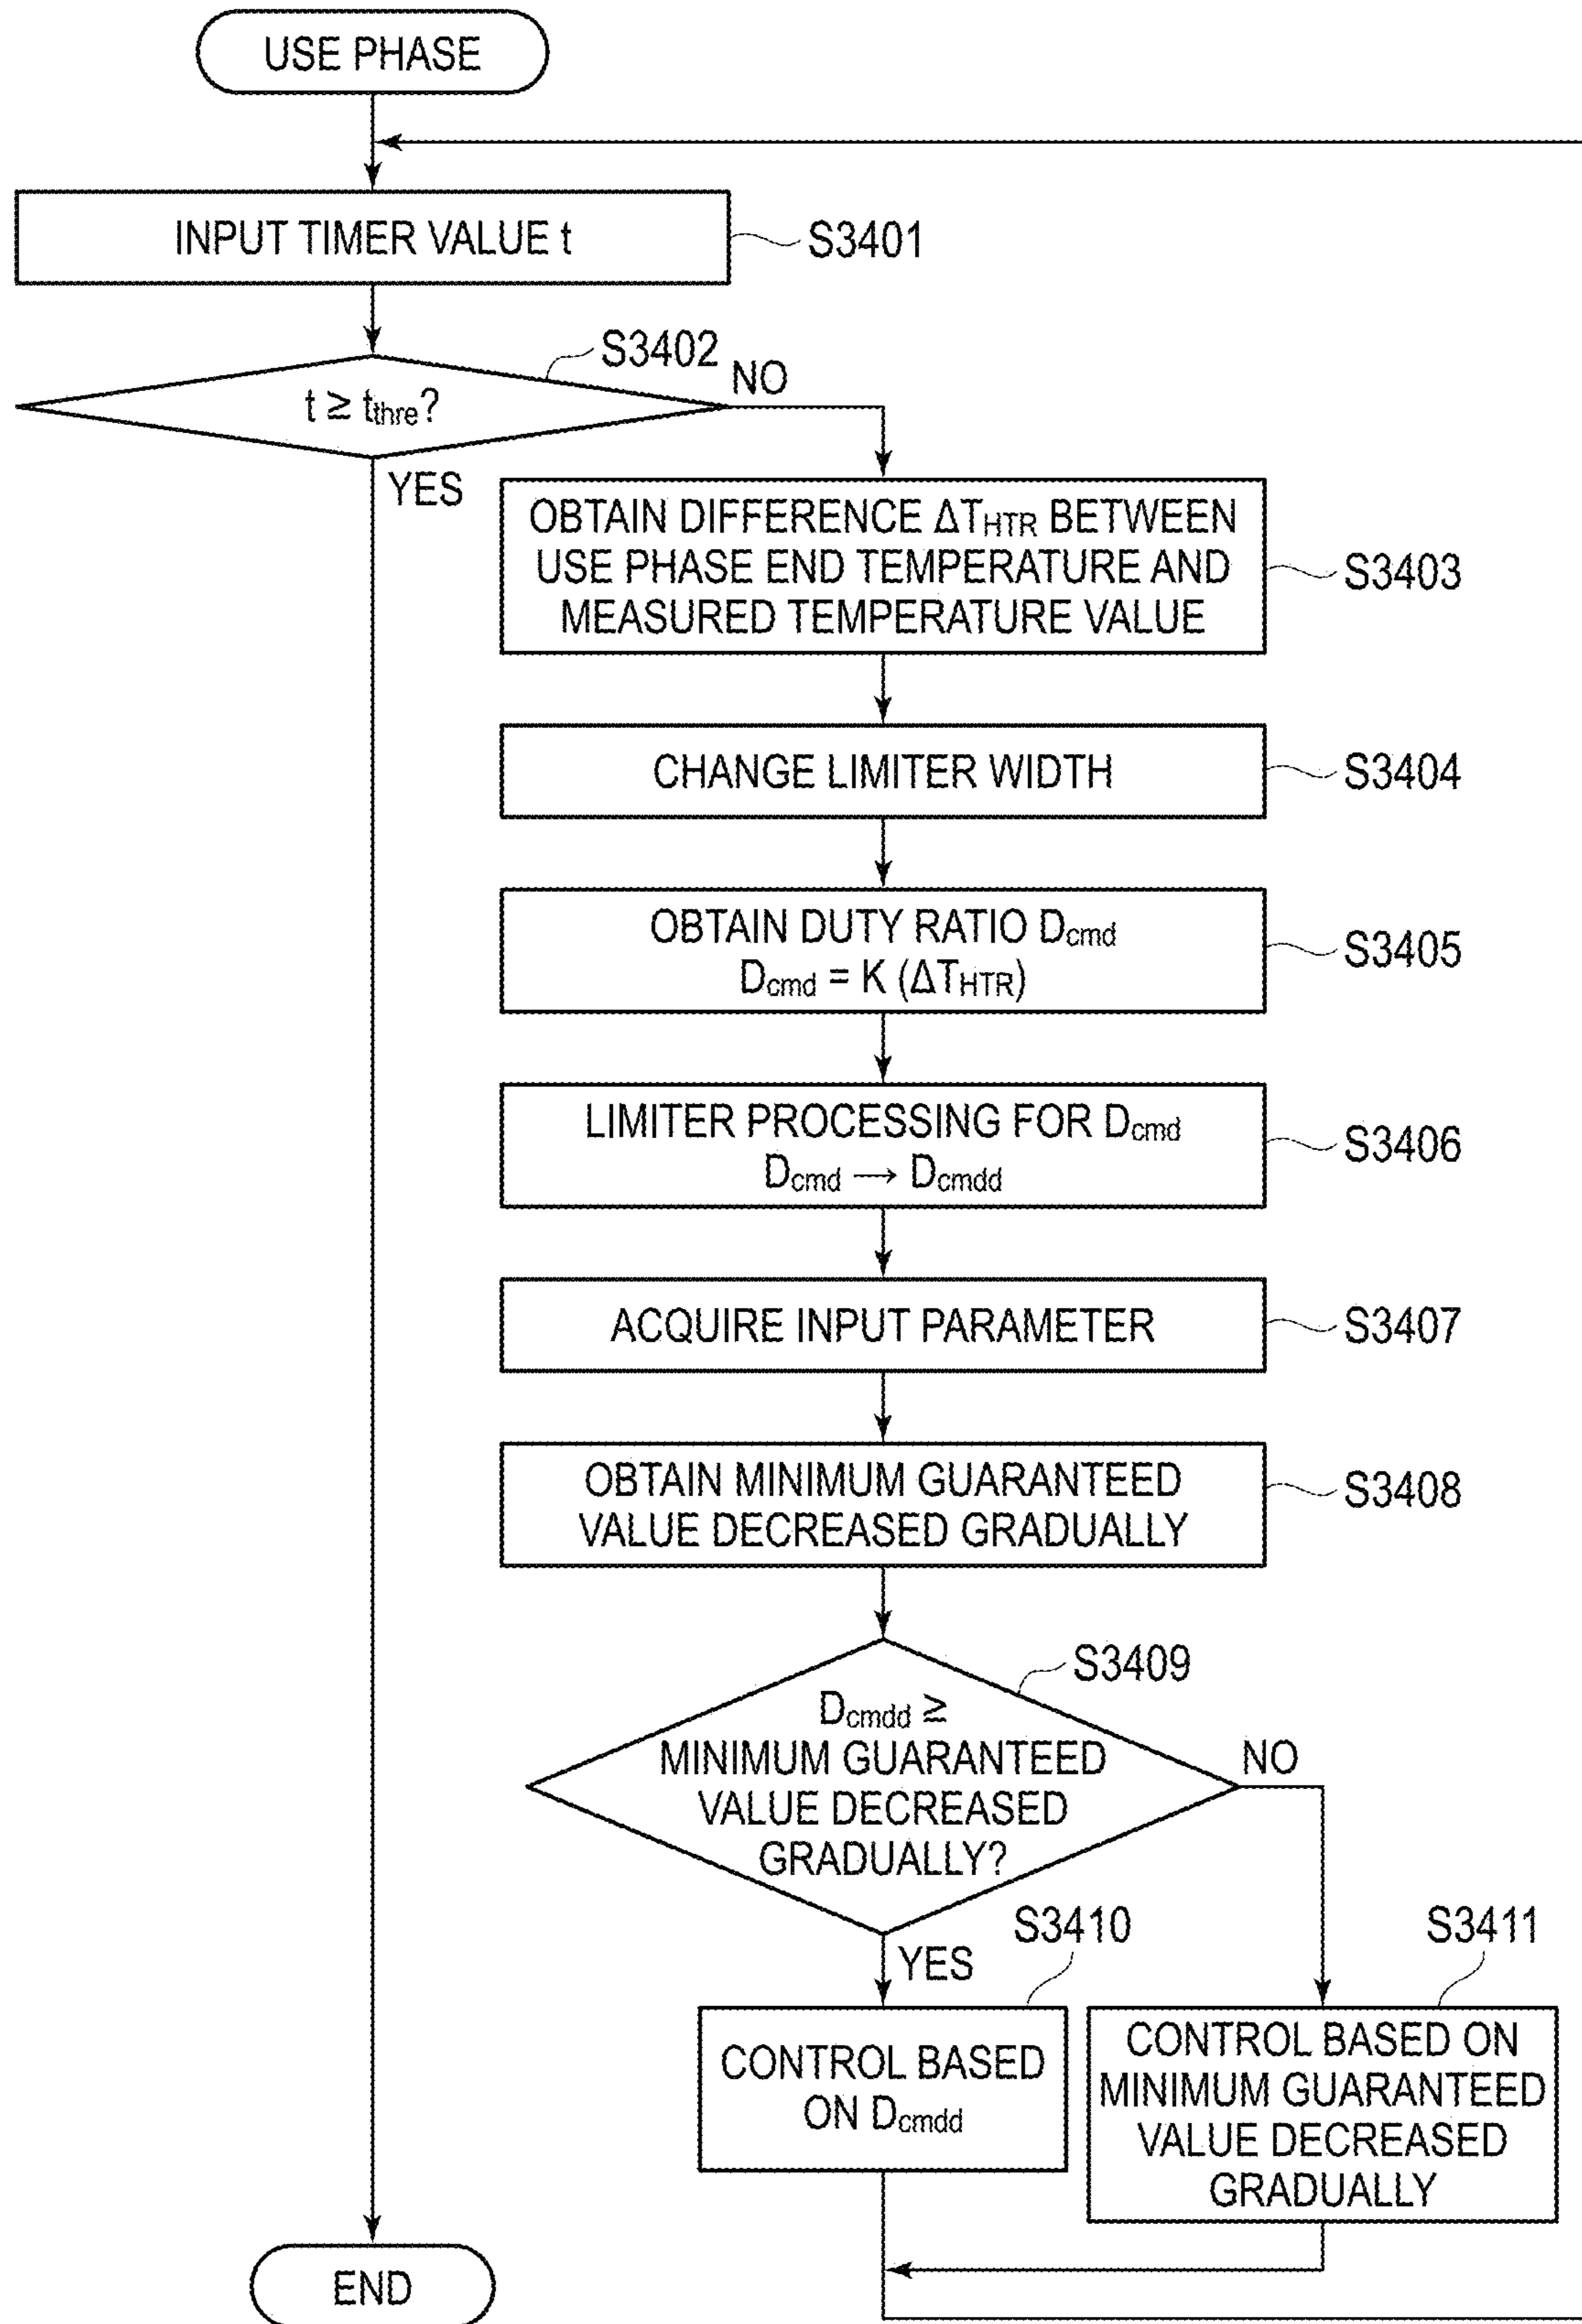 USE PHASE
INPUT TIMER VALUE t
S3401
S3402
t ≧ tthre?
NO
YES
OBTAIN DIFFERENCE ΔTHTR BETWEEN
USE PHASE END TEMPERATURE AND
MEASURED TEMPERATURE VALUE
S3403
CHANGE LIMITER WIDTH
S3404
OBTAIN DUTY RATIO Dcmd
Dcmd = K (ΔTHTR)
S3405
LIMITER PROCESSING FOR Dcmd
Dcmd → Dcmdd
S3406
ACQUIRE INPUT PARAMETER
S3407
OBTAIN MINIMUM GUARANTEED
VALUE DECREASED GRADUALLY
S3408
S3409
Dcmdd ≧
MINIMUM GUARANTEED
VALUE DECREASED
GRADUALLY?
NO
YES
S3410
CONTROL BASED
ON Dcmdd
S3411
CONTROL BASED ON
MINIMUM GUARANTEED
VALUE DECREASED
GRADUALLY
END